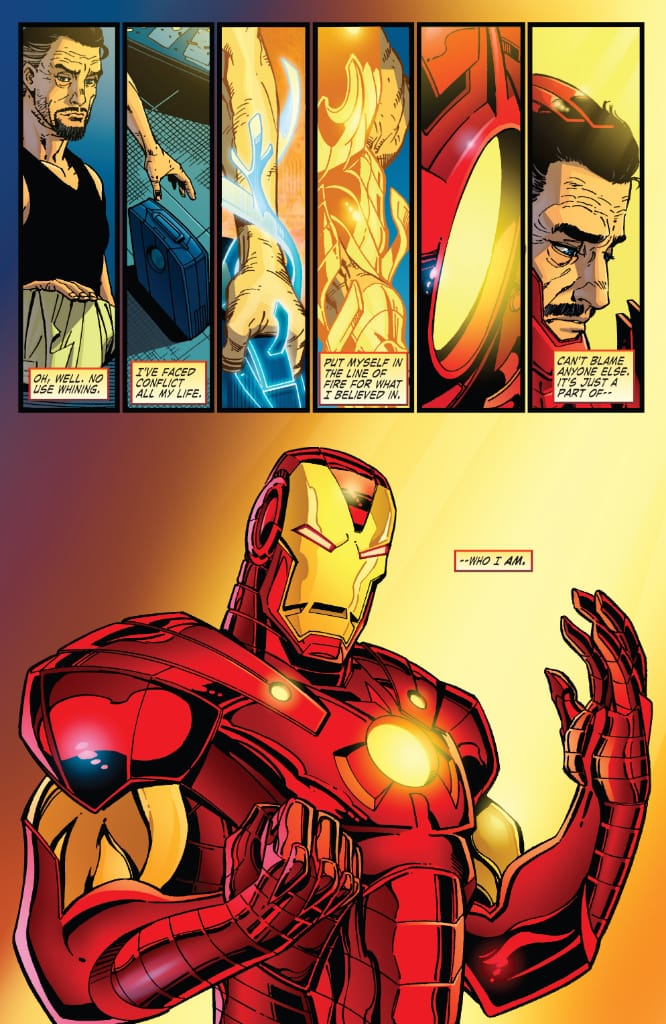 OH, WELL. NO
USE WHINING.
I'VE FACED
CONFLICT
ALL MY LIFE.
PUT MYSELF IN
THE LINE OF
FIRE FOR WHAT
I BELIEVED IN.
CAN'T BLAME
ANYONE ELSE.
IT'S JUST A
PART OF--
--WHO I AM.